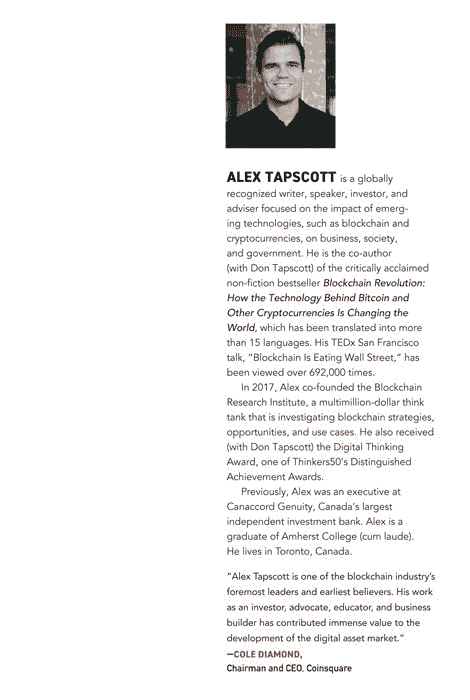 ALEX TAPSCOTT is a globally
recognized writer, speaker, investor, and
adviser focused on the impact of emerg-
ing technologies, such as blockchain and
cryptocurrencies, on business, society,
and government. He is the co-author
(with Don Tapscott) of the critically acclaimed
non-fiction bestseller Blockchain Revolution:
How the Technology Behind Bitcoin and
Other Cryptocurrencies Is Changing the
World, which has been translated into more
than 15 languages. His TEDx San Francisco
talk, “Blockchain Is Eating Wall Street,” has
been viewed over 692,000 times.
In 2017, Alex co-founded the Blockchain
Research Institute, a multimillion-dollar think
tank that is investigating blockchain strategies,
opportunities, and use cases. He also received
(with Don Tapscott) the Digital Thinking
Award, one of Thinkers50’s Distinguished
Achievement Awards.
Previously, Alex was an executive at
Canaccord Genuity, Canada’s largest
independent investment bank. Alex is a
graduate of Amherst College (cum laude).
He lives in Toronto, Canada.
“Alex Tapscott is one of the blockchain industry’s
foremost leaders and earliest believers. His work
as an investor, advocate, educator, and business
builder has contributed immense value to the
development of the digital asset market.”
—COLE DIAMOND,
Chairman and CEO, Coinsquare